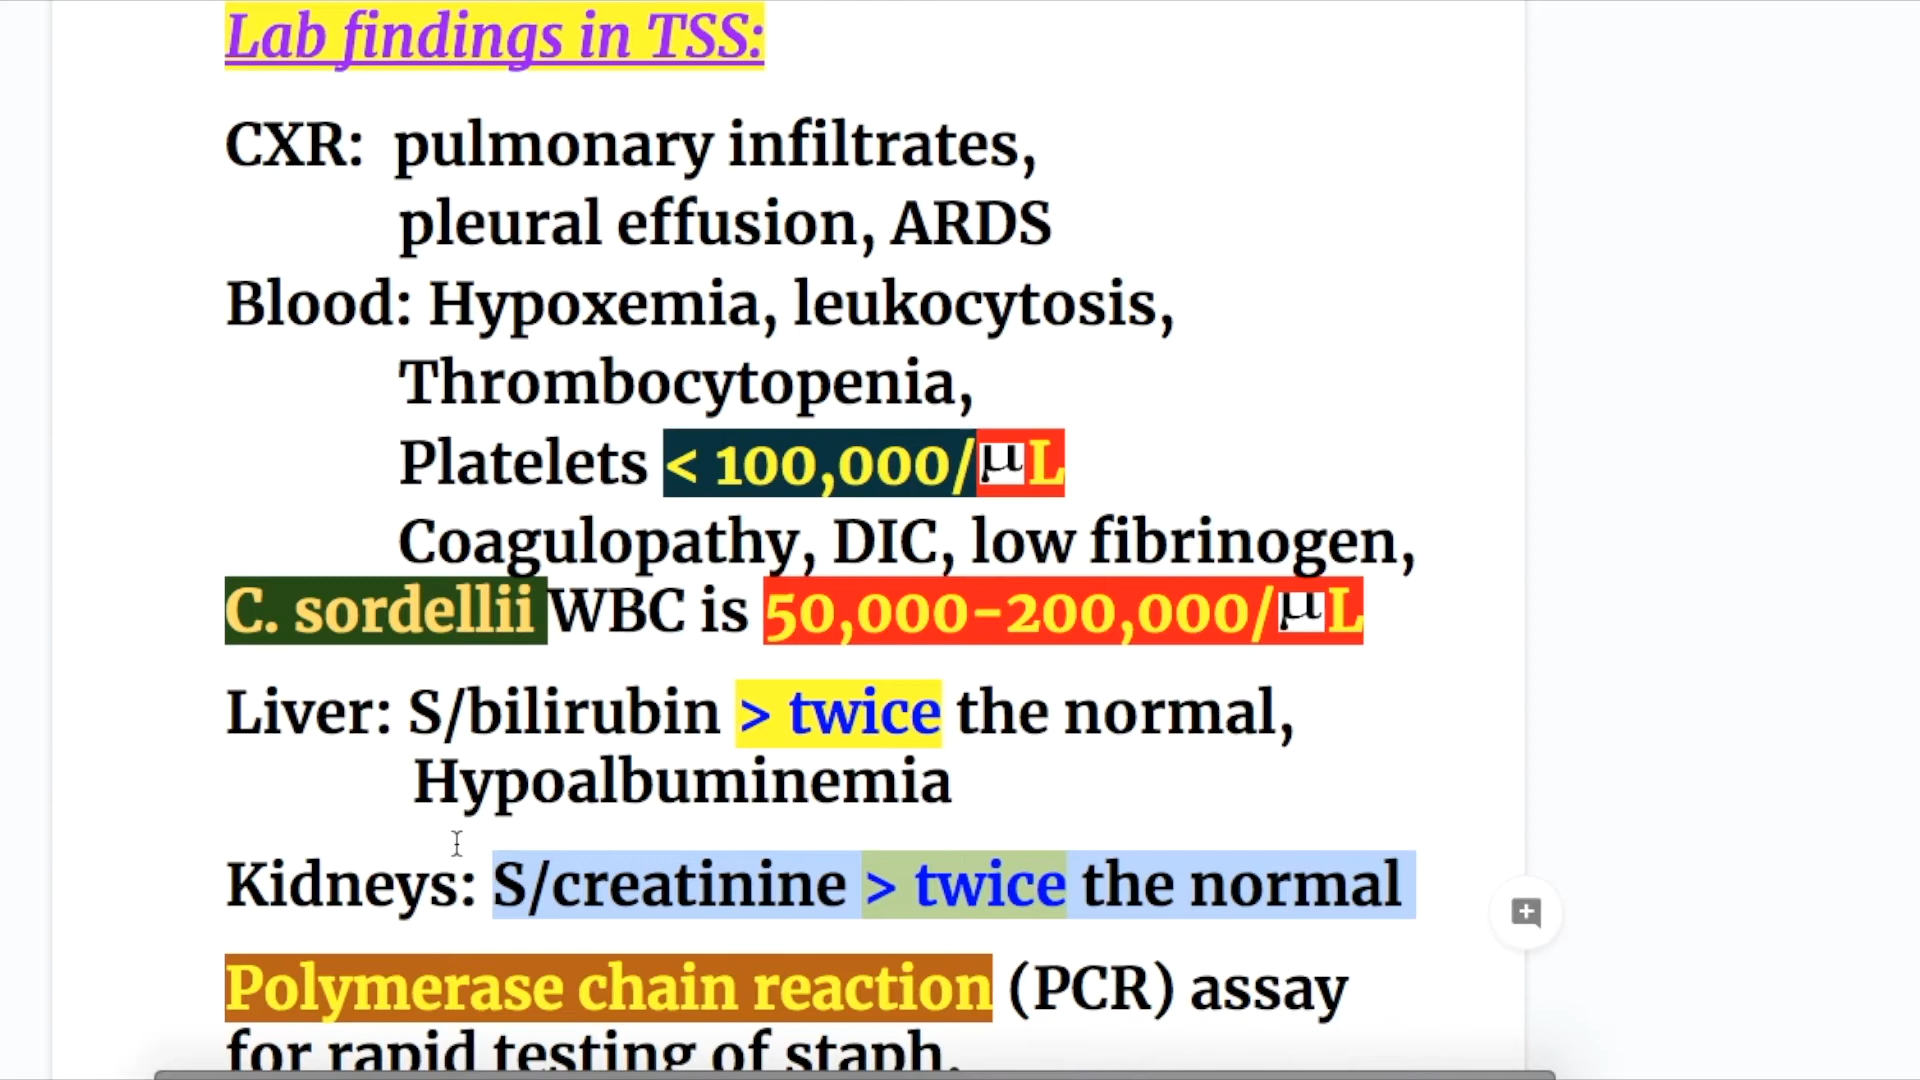 Lab findings in TSS:
CXR: pulmonary infiltrates,
pleural effusion, ARDS
Blood: Hypoxemia, leukocytosis,
Thrombocytopenia,
Platelets < 100,000/μL
Coagulopathy, DIC, low fibrinogen,
C. sordellii WBC is 50,000-200,000/μL
Liver: S/bilirubin > twice the normal,
Hypoalbuminemia
Kidneys: S/creatinine > twice the normal
Polymerase chain reaction (PCR) assay
for rapid testing of staph.